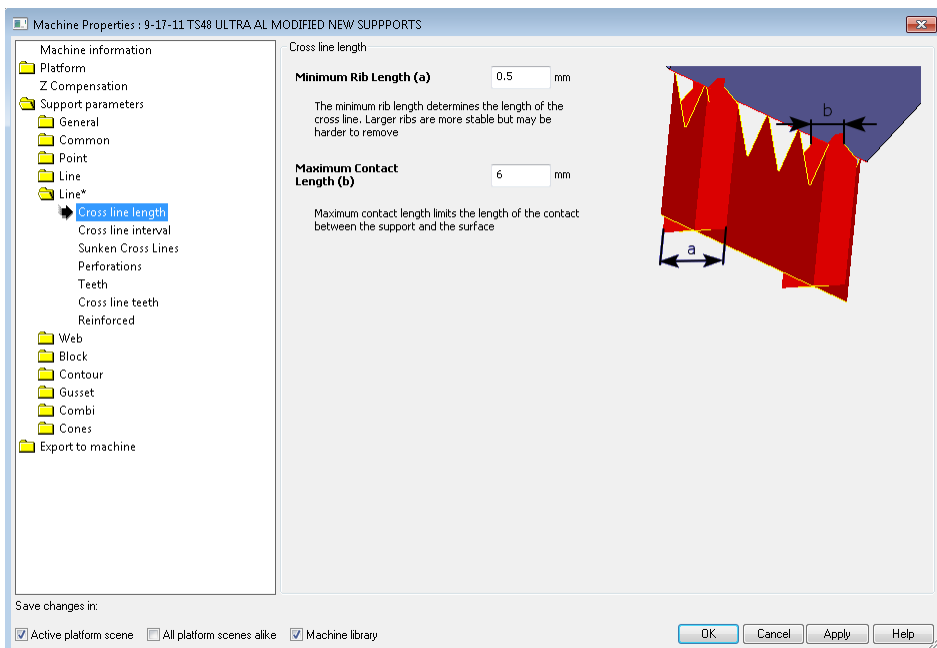 Machine Properties : 9-17-11 TS48 ULTRA AL MODIFIED NEW SUPPPORTS
Machine information
Platform
Z Compensation
Support parameters
General
Common
Point
Line
Line*
Cross line length
Cross line interval
Sunken Cross Lines
Perforations
Teeth
Cross line teeth
Reinforced
Web
Block
Contour
Gusset
Combi
Cones
Export to machine
Cross line length
Minimum Rib Length (a) 0.5 mm
The minimum rib length determines the length of the
cross line. Larger ribs are more stable but may be
harder to remove
Maximum Contact
Length (b) 6 mm
Maximum contact length limits the length of the contact
between the support and the surface
b
a
Save changes in:
Active platform scene All platform scenes alike Machine library
OK Cancel Apply Help